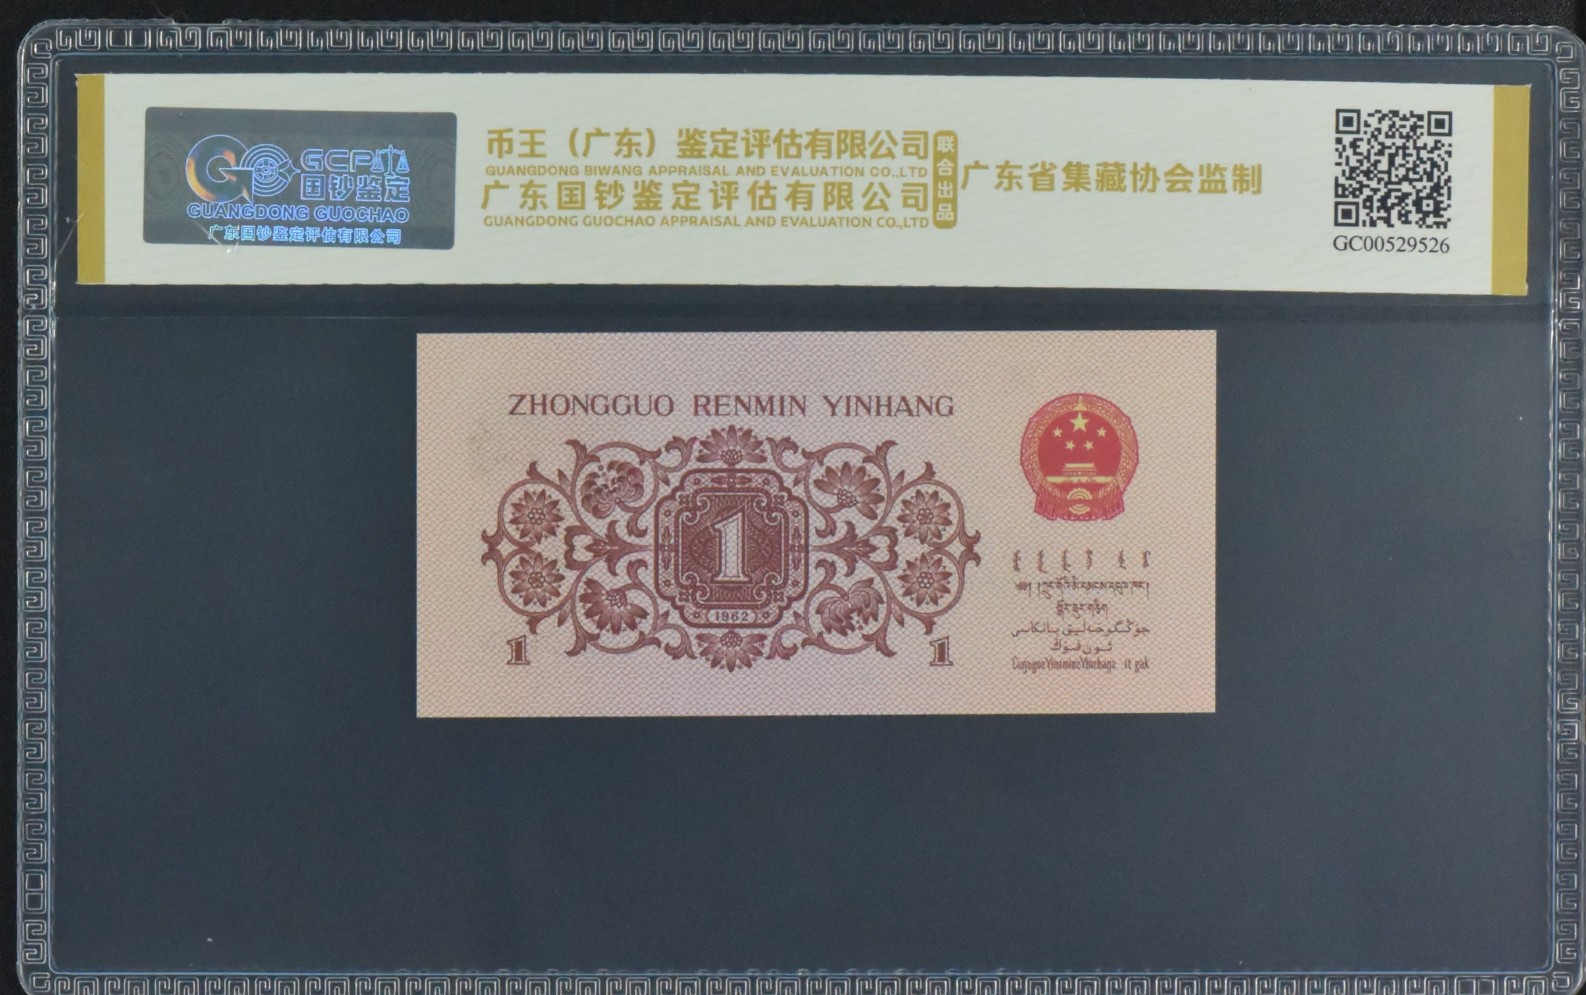 GCP
国钞鉴定
GUANGDONG GUOCHAO
广东国钞鉴定评估有限公司
币王（广东）鉴定评估有限公司
GUANGDONG BIWANG APPRAISAL AND EVALUATION CO.,LTD
广东国钞鉴定评估有限公司
GUANGDONG GUOCHAO APPRAISAL AND EVALUATION CO.,LTD
联合出品
广东省集藏协会监制
GC00529526
ZHONGGUO RENMIN YINHANG
1
1962
1
1